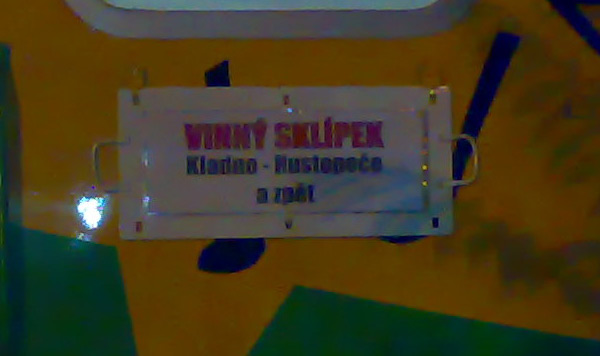 VINNÝ SKLÍPEK
Kladno - Hustopeče
a zpět